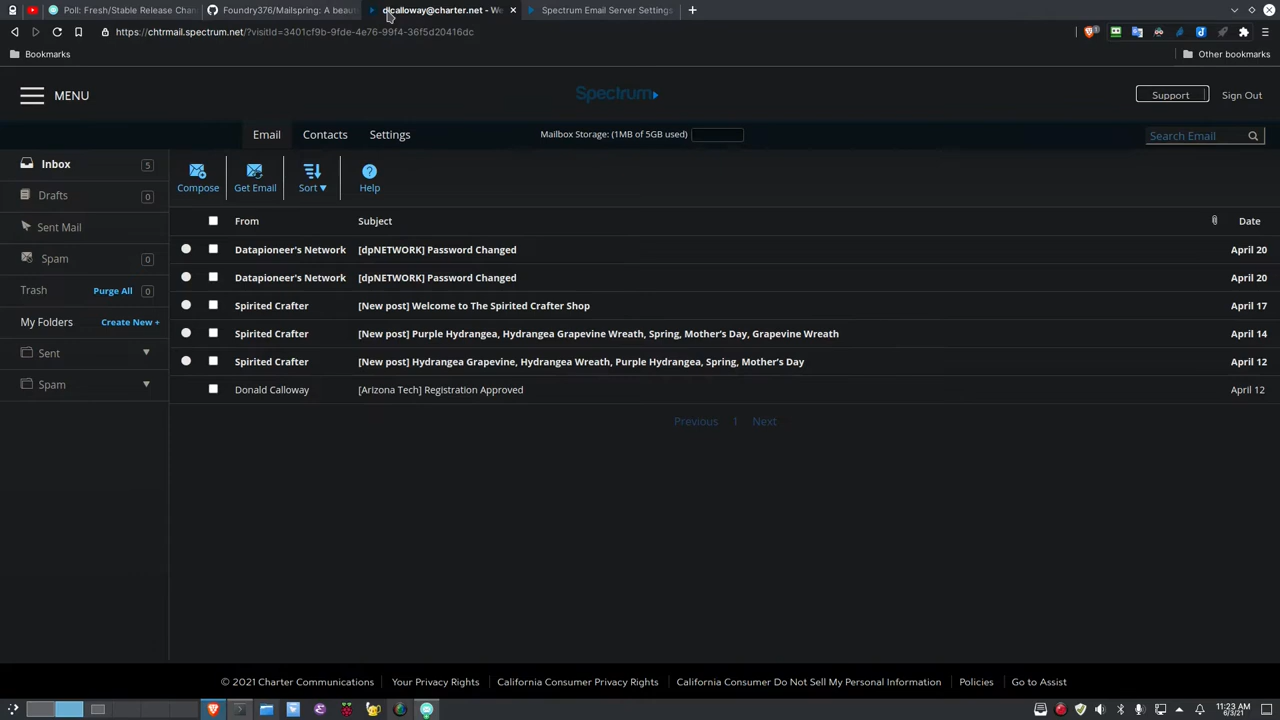 Poll: Fresh/Stable Release Chan
Foundry376/Mailspring: A beau
dlcalloway@charter.net - We
Spectrum Email Server Settings
https://chtrmail.spectrum.net/?visitId=3401cf9b-9fde-4e76-99f4-36f5d20416dc
1
Bookmarks
Other bookmarks
MENU
Spectrum
Support
Sign Out
Email
Contacts
Settings
Mailbox Storage: (1MB of 5GB used)
Search Email
Inbox 5
Drafts 0
Sent Mail
Spam 0
Trash Purge All 0
My Folders Create New +
Sent
Spam
Compose
Get Email
Sort
Help
From Subject Date
Datapioneer's Network [dpNETWORK] Password Changed April 20
Datapioneer's Network [dpNETWORK] Password Changed April 20
Spirited Crafter [New post] Welcome to The Spirited Crafter Shop April 17
Spirited Crafter [New post] Purple Hydrangea, Hydrangea Grapevine Wreath, Spring, Mother's Day, Grapevine Wreath April 14
Spirited Crafter [New post] Hydrangea Grapevine, Hydrangea Wreath, Purple Hydrangea, Spring, Mother's Day April 12
Donald Calloway [Arizona Tech] Registration Approved April 12
Previous 1 Next
© 2021 Charter Communications
Your Privacy Rights
California Consumer Privacy Rights
California Consumer Do Not Sell My Personal Information
Policies
Go to Assist
11:23 AM
6/9/21